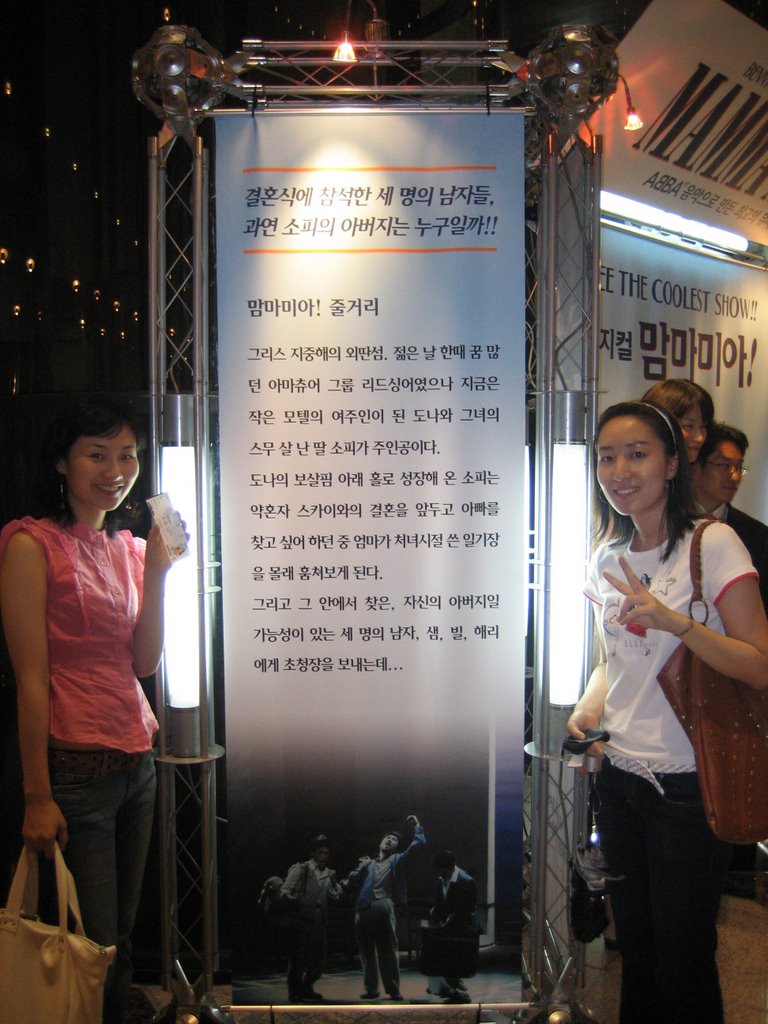 결혼식에 참석한 세 명의 남자들,
과연 소피의 아버지는 누구일까!!
맘마미아! 줄거리
그리스 지중해의 외딴섬. 젊은 날 한때 꿈 많
던 아마츄어 그룹 리드싱어였으나 지금은
작은 모텔의 여주인이 된 도나와 그녀의
스무 살 난 딸 소피가 주인공이다.
도나의 보살핌 아래 홀로 성장해 온 소피는
약혼자 스카이와의 결혼을 앞두고 아빠를
찾고 싶어 하던 중 엄마가 처녀시절 쓴 일기장
을 몰래 훔쳐보게 된다.
그리고 그 안에서 찾은, 자신의 아버지일
가능성이 있는 세 명의 남자, 샘, 빌, 해리
에게 초청장을 보내는데...
MAMMA
ABBA 음악으로 만든 최고의
EE THE COOLEST SHOW!!
지컬 맘마미아!